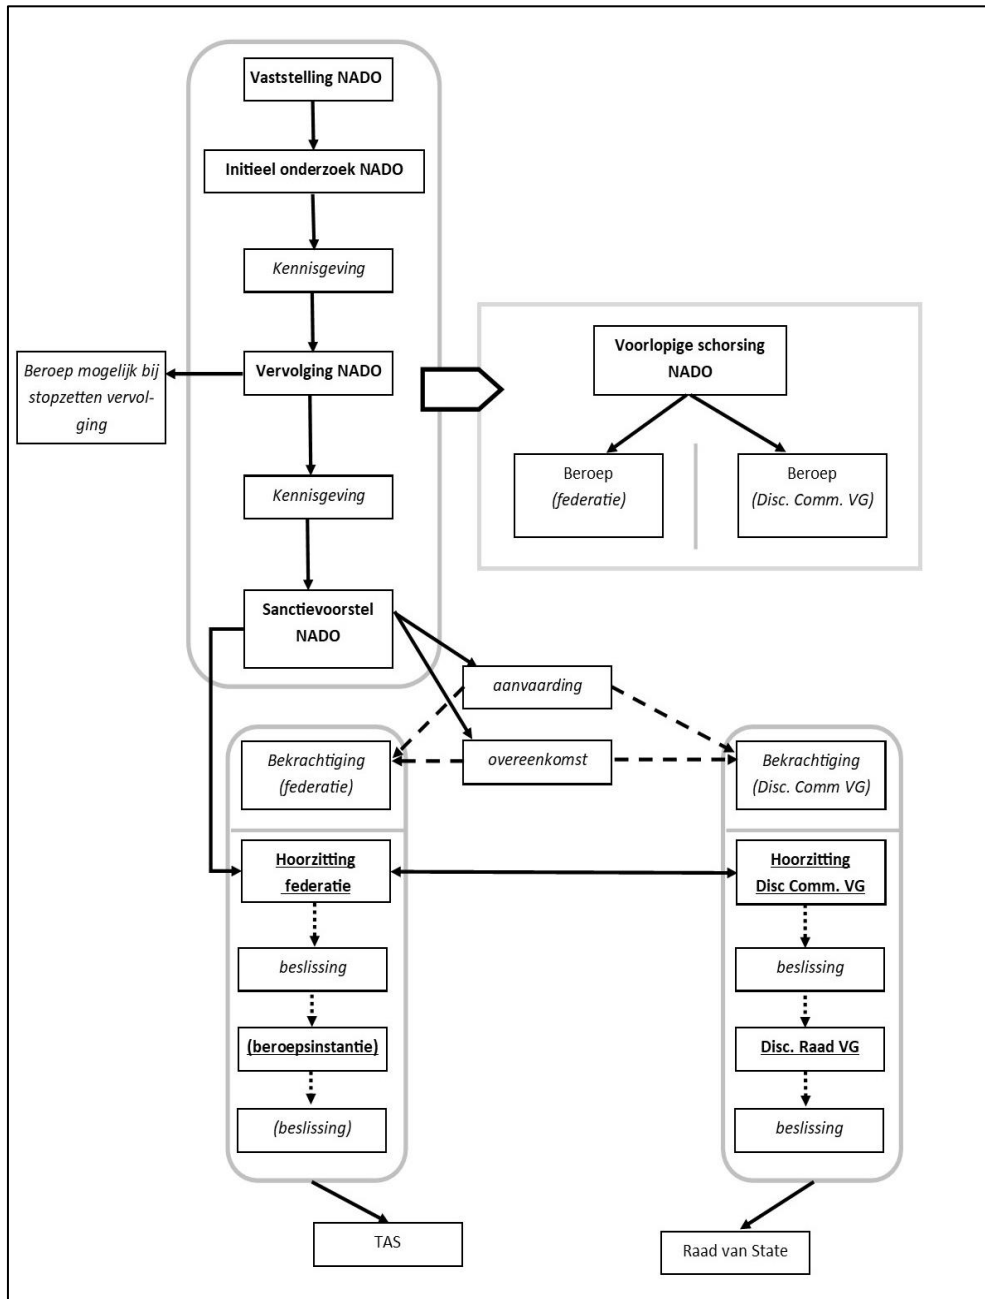 Vaststelling NADO
Initieel onderzoek NADO
Kennisgeving
Vervolging NADO
Beroep mogelijk bij
stopzetten vervol-
ging
Voorlopige schorsing
NADO
Beroep
(federatie)
Beroep
(Disc. Comm. VG)
Kennisgeving
Sanctievoorstel
NADO
aanvaarding
overeenkomst
Bekrachtiging
(federatie)
Bekrachtiging
(Disc. Comm VG)
Hoorzitting
federatie
Hoorzitting
Disc Comm. VG
beslissing
beslissing
(beroepsinstantie)
Disc. Raad VG
(beslissing)
beslissing
TAS
Raad van State